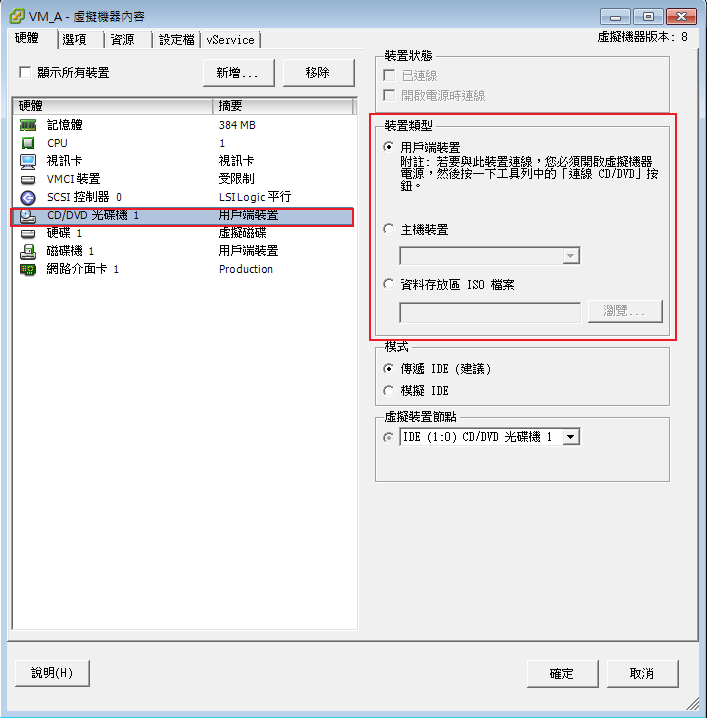 VM_A - 虛擬機器內容
硬體 選項 資源 設定檔 vService
虛擬機器版本: 8
顯示所有裝置 新增... 移除
硬體 摘要
記憶體 384 MB
CPU 1
視訊卡 視訊卡
VMCI 裝置 受限制
SCSI 控制器 0 LSI Logic 平行
CD/DVD 光碟機 1 用戶端裝置
硬碟 1 虛擬磁碟
磁碟機 1 用戶端裝置
網路介面卡 1 Production
裝置狀態
已連線
開啟電源時連線
裝置類型
用戶端裝置
附註: 若要與此裝置連線，您必須開啟虛擬機器
電源，然後按一下工具列中的「連線 CD/DVD」按
鈕。
主機裝置
資料存放區 ISO 檔案
瀏覽...
模式
傳遞 IDE (建議)
模擬 IDE
虛擬裝置節點
IDE (1:0) CD/DVD 光碟機 1
說明(H) 確定 取消